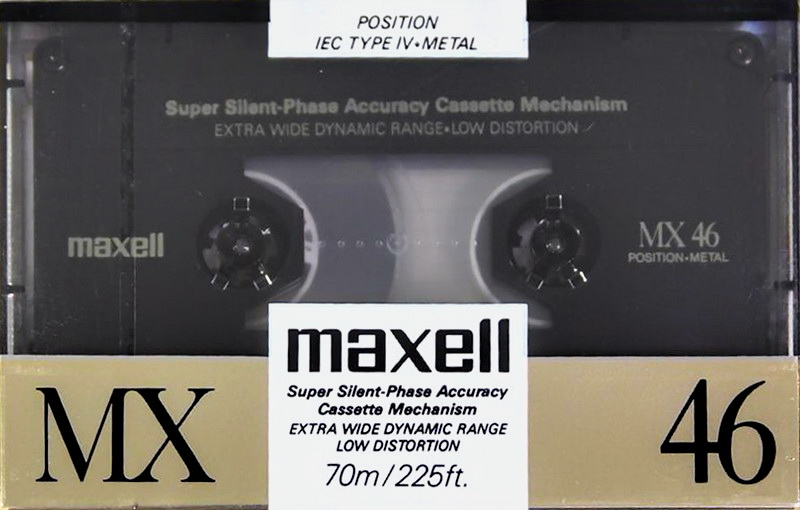 POSITION
IEC TYPE IV•METAL
Super Silent-Phase Accuracy Cassette Mechanism
EXTRA WIDE DYNAMIC RANGE•LOW DISTORTION
maxell
MX 46
POSITION•METAL
maxell
Super Silent-Phase Accuracy
Cassette Mechanism
EXTRA WIDE DYNAMIC RANGE
LOW DISTORTION
70m/225ft.
MX
46